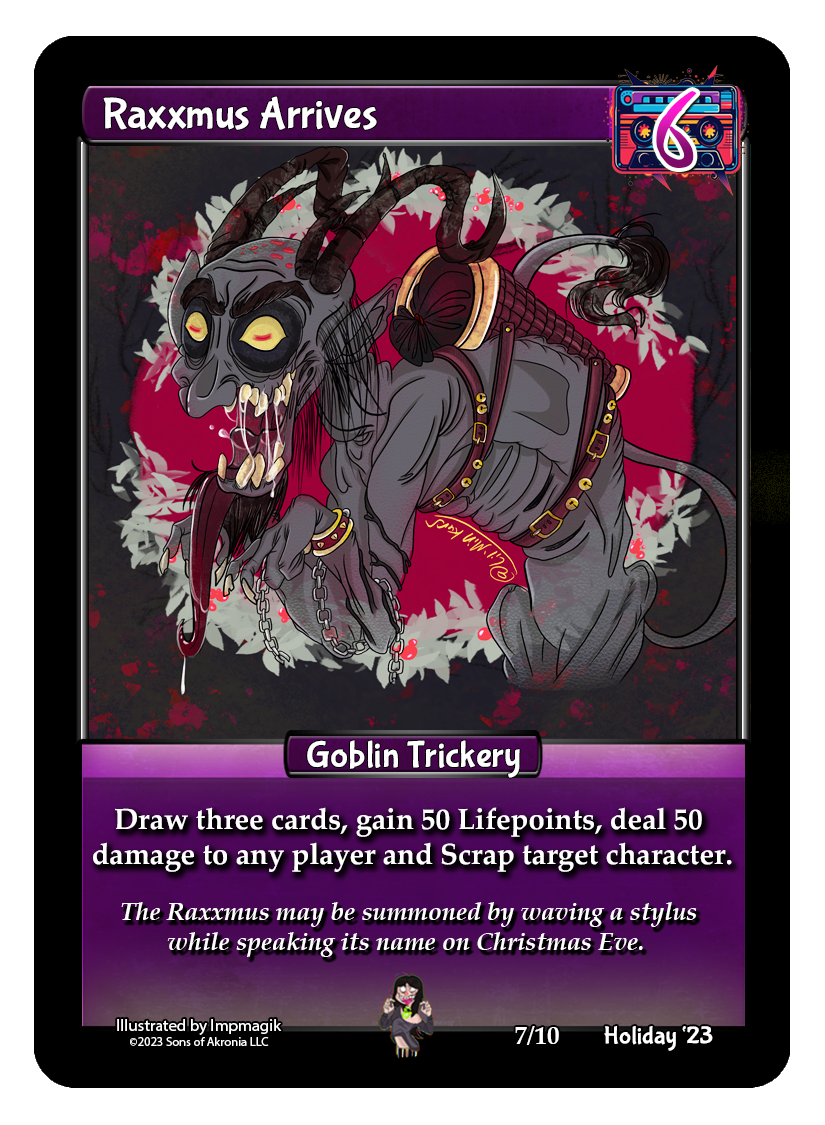 Raxxmus Arrives
6
Goblin Trickery
Draw three cards, gain 50 Lifepoints, deal 50
damage to any player and Scrap target character.
The Raxxmus may be summoned by waving a stylus
while speaking its name on Christmas Eve.
Illustrated by Impmagik
©2023 Sons of Akronia LLC
7/10
Holiday '23